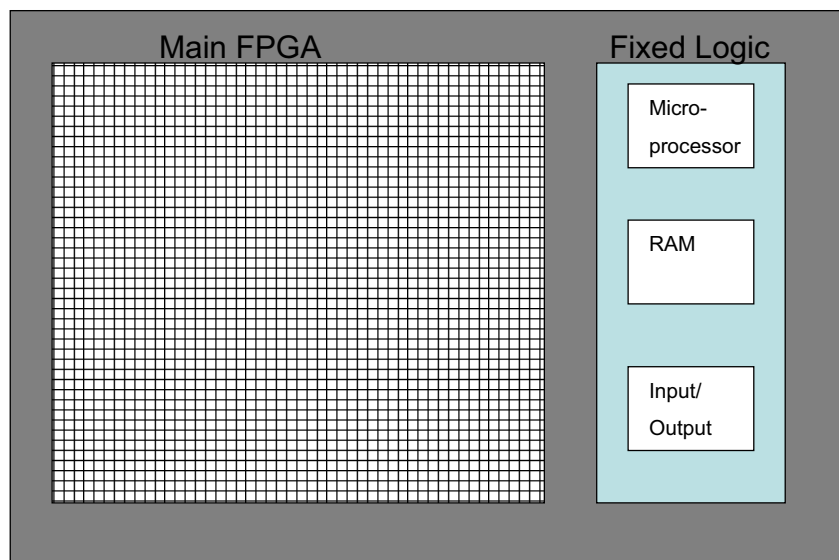 Main FPGA
Fixed Logic
Micro-
processor
RAM
Input/
Output